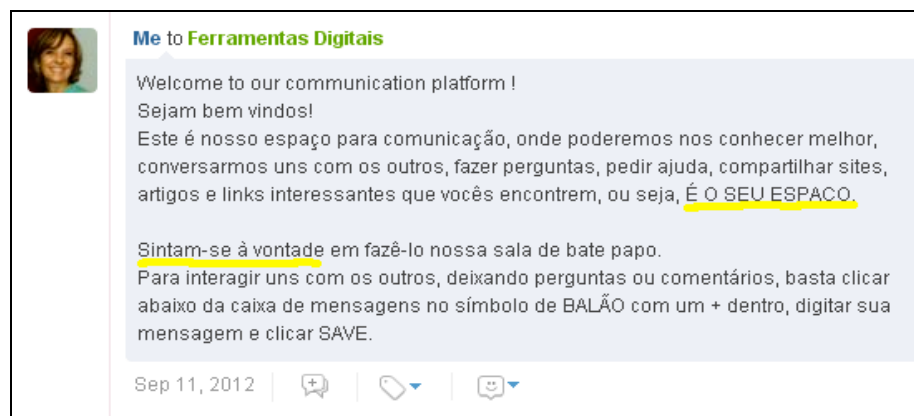 Me to Ferramentas Digitais
Welcome to our communication platform !
Sejam bem vindos!
Este é nosso espaço para comunicação, onde poderemos nos conhecer melhor,
conversarmos uns com os outros, fazer perguntas, pedir ajuda, compartilhar sites,
artigos e links interessantes que vocês encontrem, ou seja, É O SEU ESPACO.
Sintam-se à vontade em fazê-lo nossa sala de bate papo.
Para interagir uns com os outros, deixando perguntas ou comentários, basta clicar
abaixo da caixa de mensagens no símbolo de BALÃO com um + dentro, digitar sua
mensagem e clicar SAVE.
Sep 11, 2012